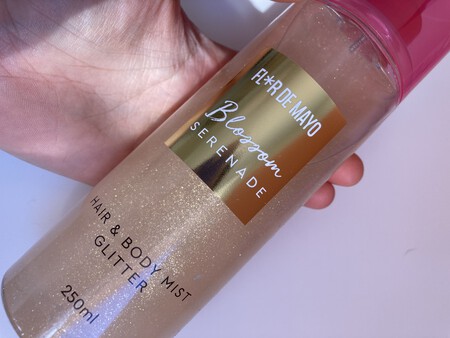 FL*R DE MAYO
Blossom
SERENADE
HAIR & BODY MIST
GLITTER
250ml